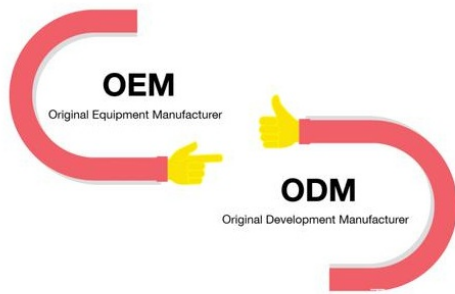 OEM
Original Equipment Manufacturer
ODM
Original Development Manufacturer